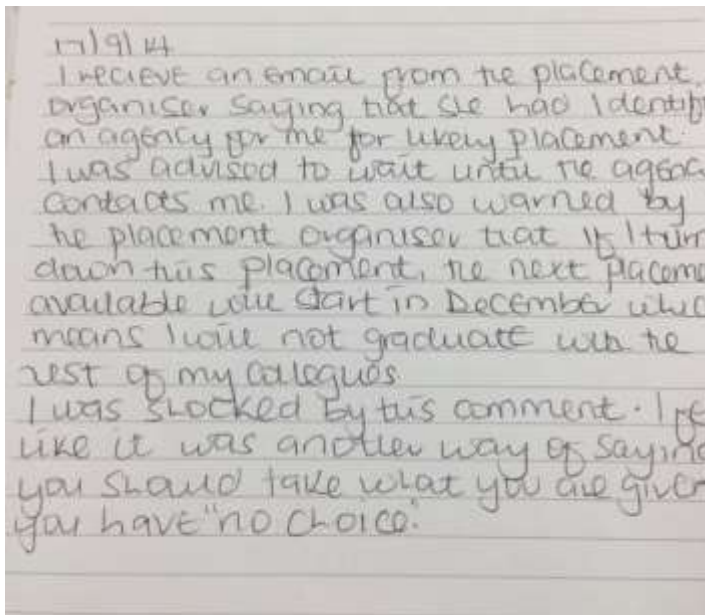 17/9/14
I recieve an email from the placement
organiser saying that she had identif
an agency for me for likely placement.
I was advised to wait until the agenc
contacts me. I was also warned by
the placement organiser that if I turn
down this placement, the next placeme
available will start in December whic
means I will not graduate with the
rest of my collegues
I was shocked by this comment. I fe
like it was another way of saying
you should take what you are given
you have "no choice."